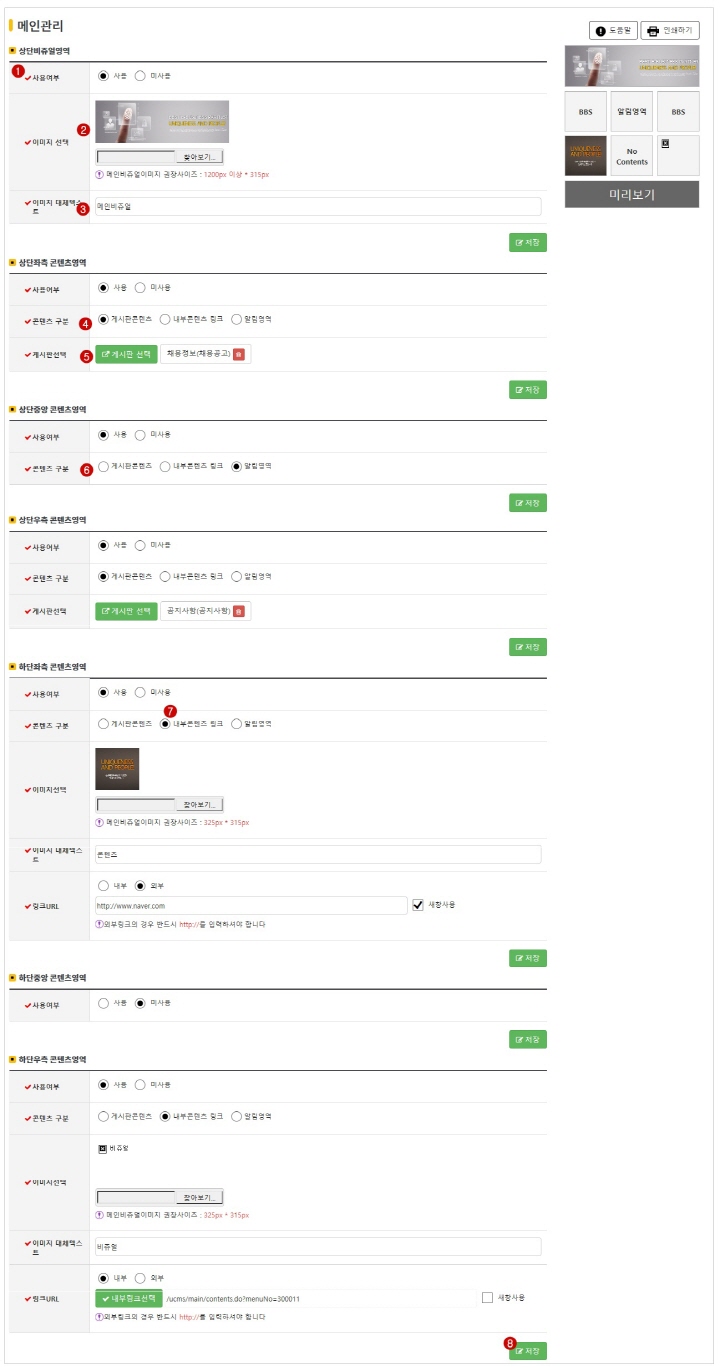 메인관리
도움말
인쇄하기
상단비쥬얼영역
1
사용여부
사용
미사용
이미지 선택
2
UNIQUENESS AND PEOPLE
찾아보기...
메인비쥬얼이미지 권장사이즈 : 1200px 이상 * 315px
이미지 대체텍스
트
3
메인비쥬얼
저장
BBS
알림영역
BBS
UNIQUENESS
AND PEOPLE
No
Contents
미리보기
상단좌측 콘텐츠영역
사용여부
사용
미사용
콘텐츠 구분
4
게시판콘텐츠
내부콘텐츠 링크
알림영역
게시판선택
5
게시판 선택
채용정보(채용공고)
저장
상단중앙 콘텐츠영역
사용여부
사용
미사용
콘텐츠 구분
6
게시판콘텐츠
내부콘텐츠 링크
알림영역
저장
상단우측 콘텐츠영역
사용여부
사용
미사용
콘텐츠 구분
게시판콘텐츠
내부콘텐츠 링크
알림영역
게시판선택
게시판 선택
공지사항(공지사항)
저장
하단좌측 콘텐츠영역
사용여부
사용
미사용
7
콘텐츠 구분
게시판콘텐츠
내부콘텐츠 링크
알림영역
이미지선택
UNIQUENESS
AND PEOPLE
찾아보기...
메인비쥬얼이미지 권장사이즈 : 325px * 315px
이미지 대체텍스
트
콘텐츠
링크URL
내부
외부
http://www.naver.com
새창사용
외부링크의 경우 반드시 http://를 입력하셔야 합니다
저장
하단중앙 콘텐츠영역
사용여부
사용
미사용
저장
하단우측 콘텐츠영역
사용여부
사용
미사용
콘텐츠 구분
게시판콘텐츠
내부콘텐츠 링크
알림영역
이미지선택
비쥬얼
찾아보기...
메인비쥬얼이미지 권장사이즈 : 325px * 315px
이미지 대체텍스
트
비쥬얼
링크URL
내부
외부
내부링크선택
/ucms/main/contents.do?menuNo=300011
새창사용
외부링크의 경우 반드시 http://를 입력하셔야 합니다
8
저장